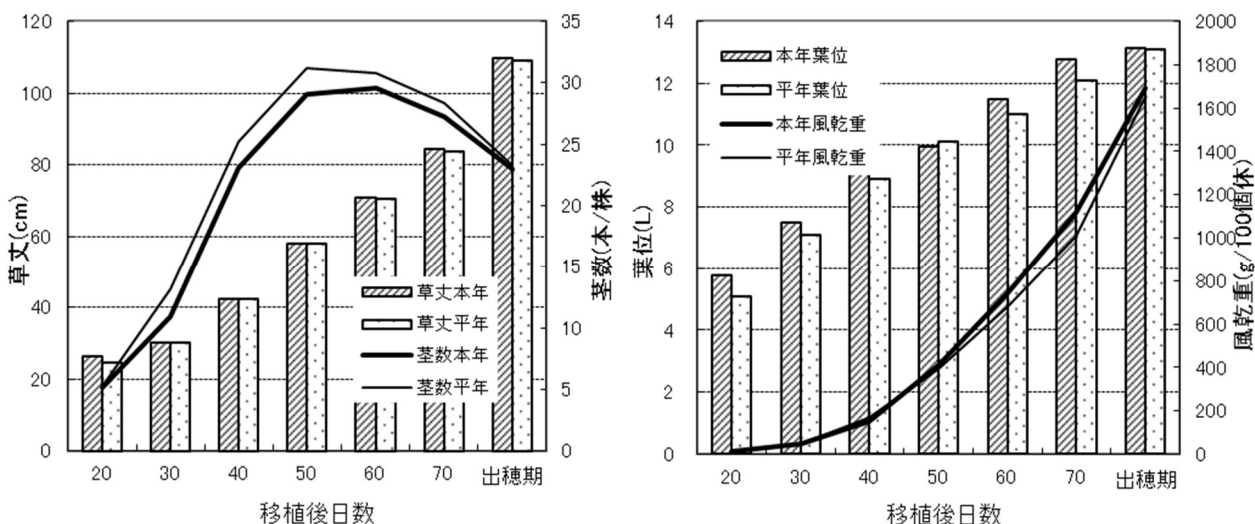 120
100
80
60
40
20
0
草丈(cm)
35
30
25
20
15
10
5
0
茎数(本/株)
草丈本年
草丈平年
茎数本年
茎数平年
20 30 40 50 60 70 出穂期
移植後日数
14
12
10
8
6
4
2
0
葉位(L)
2000
1800
1600
1400
1200
1000
800
600
400
200
0
風乾重(g/100個休)
本年葉位
平年葉位
本年風乾重
平年風乾重
20 30 40 50 60 70 出穂期
移植後日数